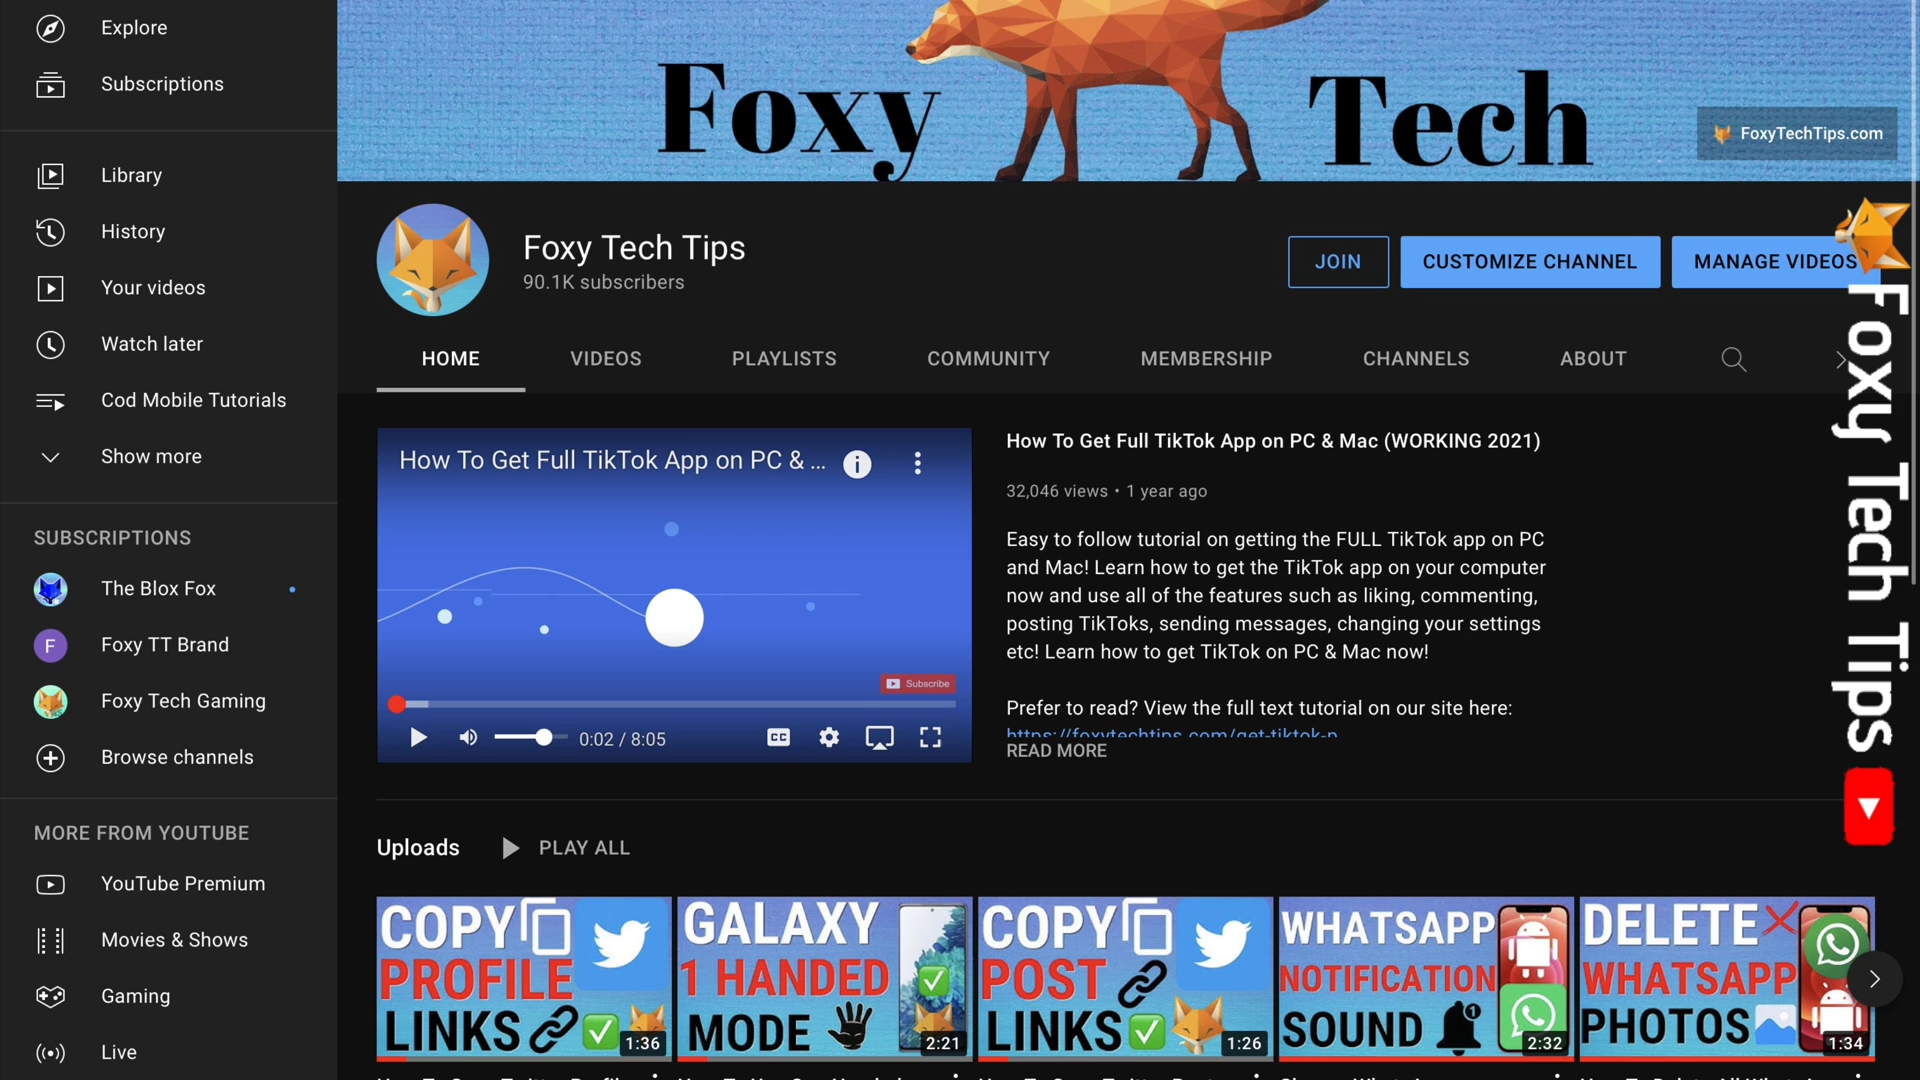 Explore
Subscriptions
Library
History
Your videos
Watch later
Cod Mobile Tutorials
Show more
SUBSCRIPTIONS
The Blox Fox
F
Foxy TT Brand
Foxy Tech Gaming
Browse channels
MORE FROM YOUTUBE
YouTube Premium
Movies & Shows
Gaming
Live
Foxy Tech
FoxyTechTips.com
Foxy Tech Tips
90.1K subscribers
JOIN
CUSTOMIZE CHANNEL
MANAGE VIDEOS
HOME
VIDEOS
PLAYLISTS
COMMUNITY
MEMBERSHIP
CHANNELS
ABOUT
How To Get Full TikTok App on PC & ...
Subscribe
0:02 / 8:05
CC
How To Get Full TikTok App on PC & Mac (WORKING 2021)
32,046 views • 1 year ago
Easy to follow tutorial on getting the FULL TikTok app on PC
and Mac! Learn how to get the TikTok app on your computer
now and use all of the features such as liking, commenting,
posting TikToks, sending messages, changing your settings
etc! Learn how to get TikTok on PC & Mac now!
Prefer to read? View the full text tutorial on our site here:
https://foxytechtips.com/get-tiktok-p
READ MORE
Foxy Tech Tips
Uploads
PLAY ALL
COPY
PROFILE
LINKS
1:36
GALAXY
1 HANDED
MODE
2:21
COPY
POST
LINKS
1:26
WHATSAPP
NOTIFICATION
SOUND
1
2:32
DELETE
WHATSAPP
PHOTOS
1:34